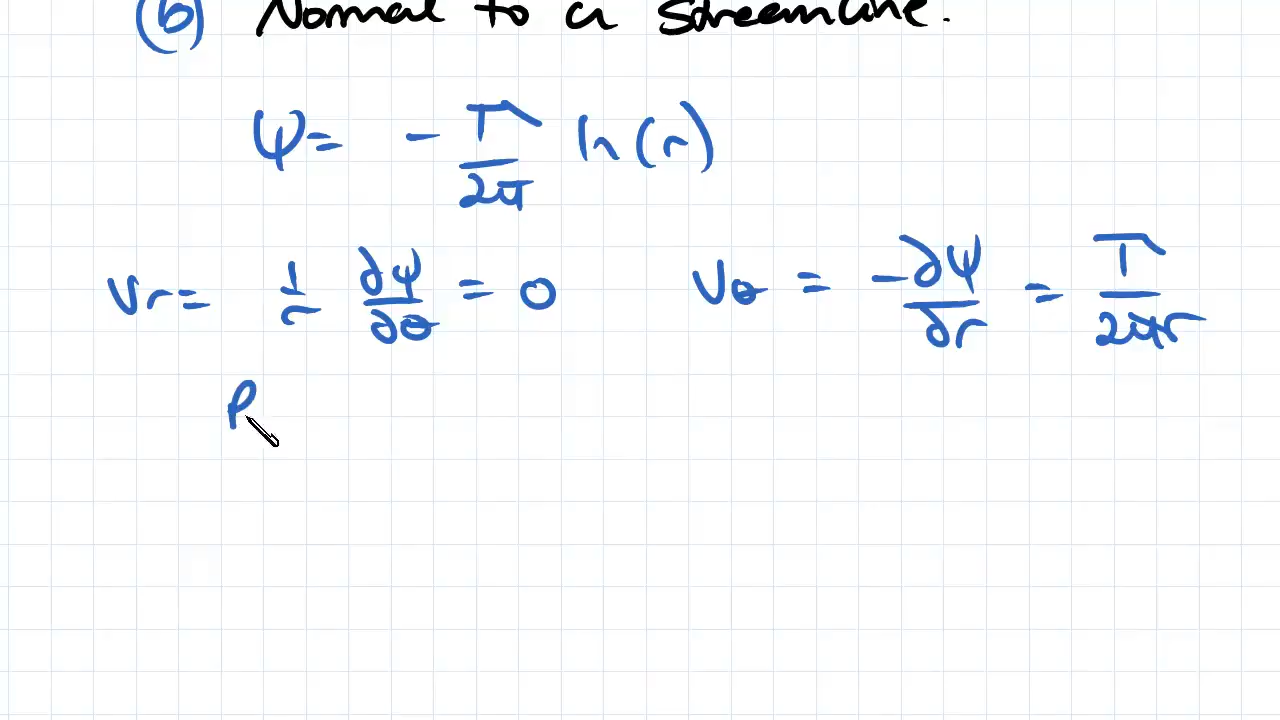 (b) Normal to a streamline.
ψ = - Γ/2π ln(r)
Vr = 1/r ∂ψ/∂θ = 0   Vθ = -∂ψ/∂r = Γ/2πr
P